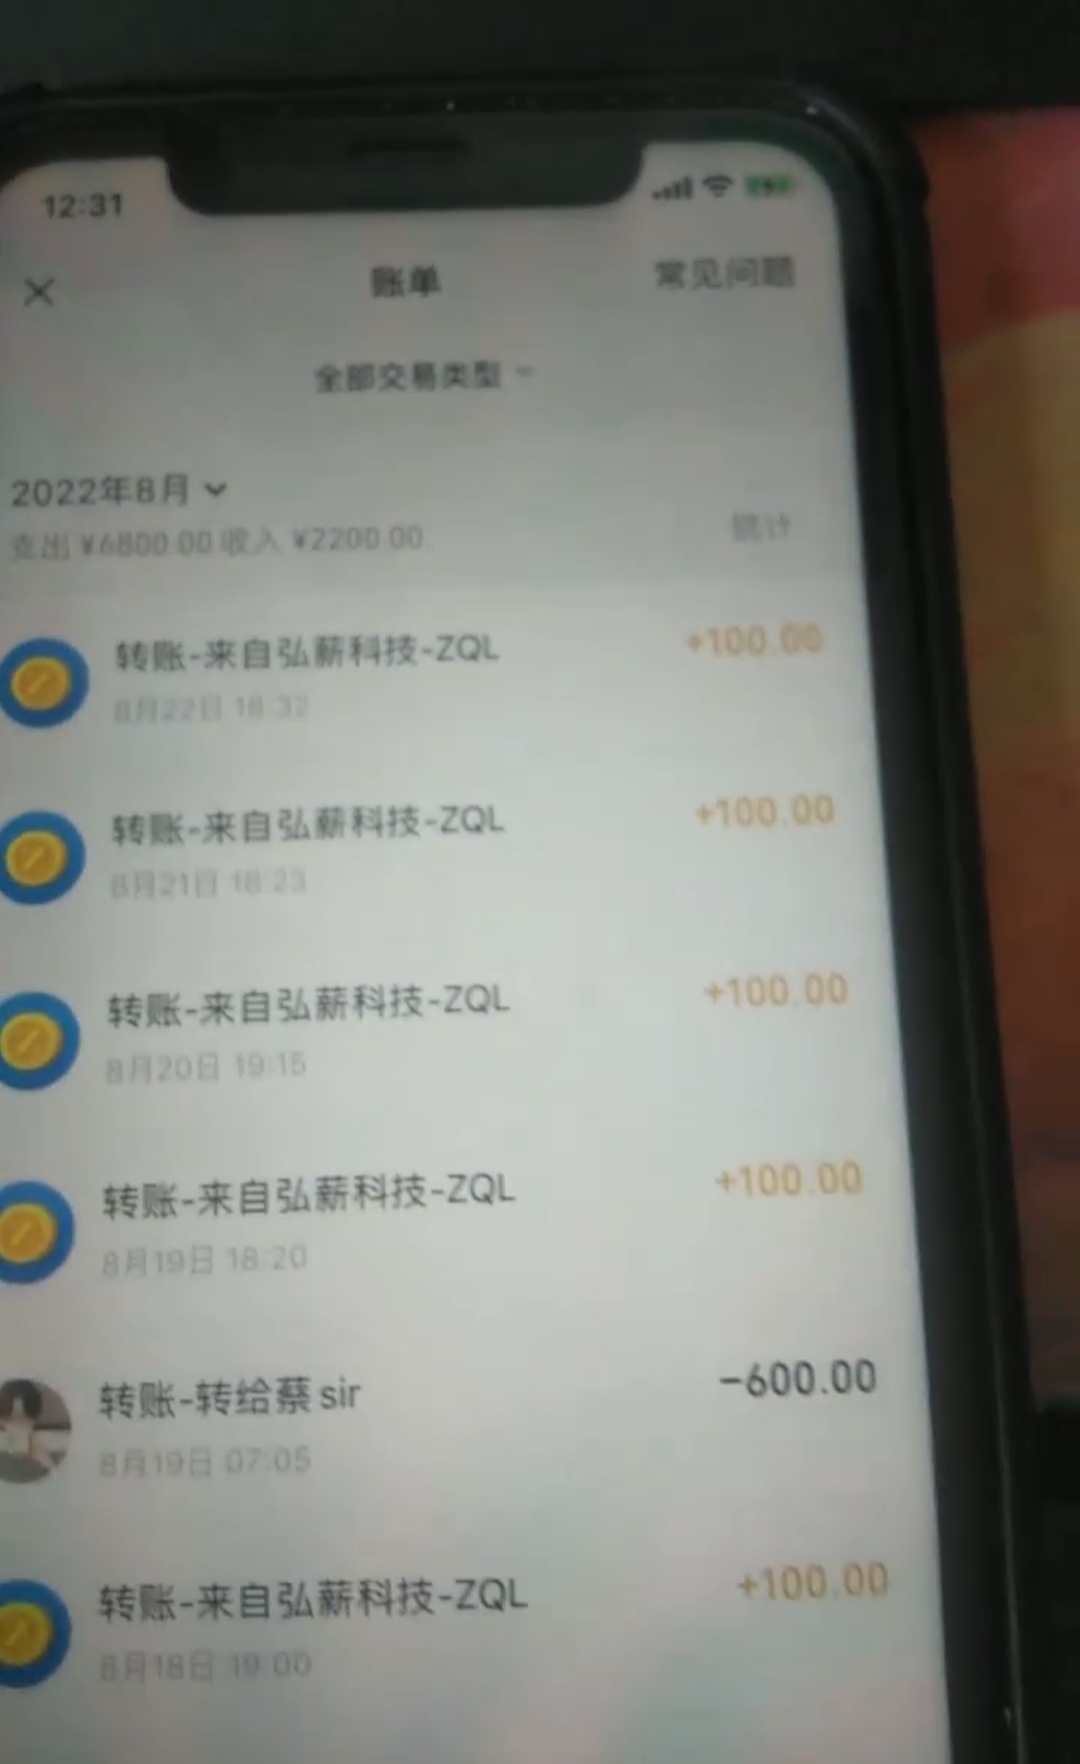 12:31
账单
常见问题
全部交易类型
2022年8月
支出 ¥6800.00 收入 ¥2200.00
统计
转账-来自弘薪科技-ZQL
+100.00
8月22日 18:32
转账-来自弘薪科技-ZQL
+100.00
8月21日 18:23
转账-来自弘薪科技-ZQL
+100.00
8月20日 19:15
转账-来自弘薪科技-ZQL
+100.00
8月19日 18:20
转账-转给蔡sir
-600.00
8月19日 07:05
转账-来自弘薪科技-ZQL
+100.00
8月18日 19:00